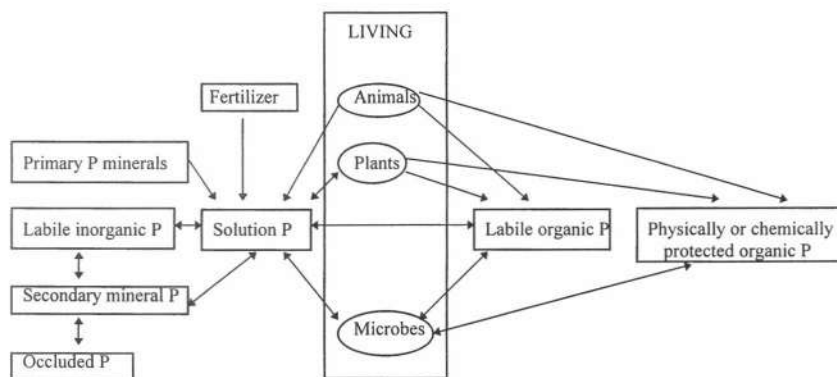 LIVING
Fertilizer
Animals
Primary P minerals
Plants
Labile inorganic P
Solution P
Labile organic P
Physically or chemically
protected organic P
Secondary mineral P
Microbes
Occluded P